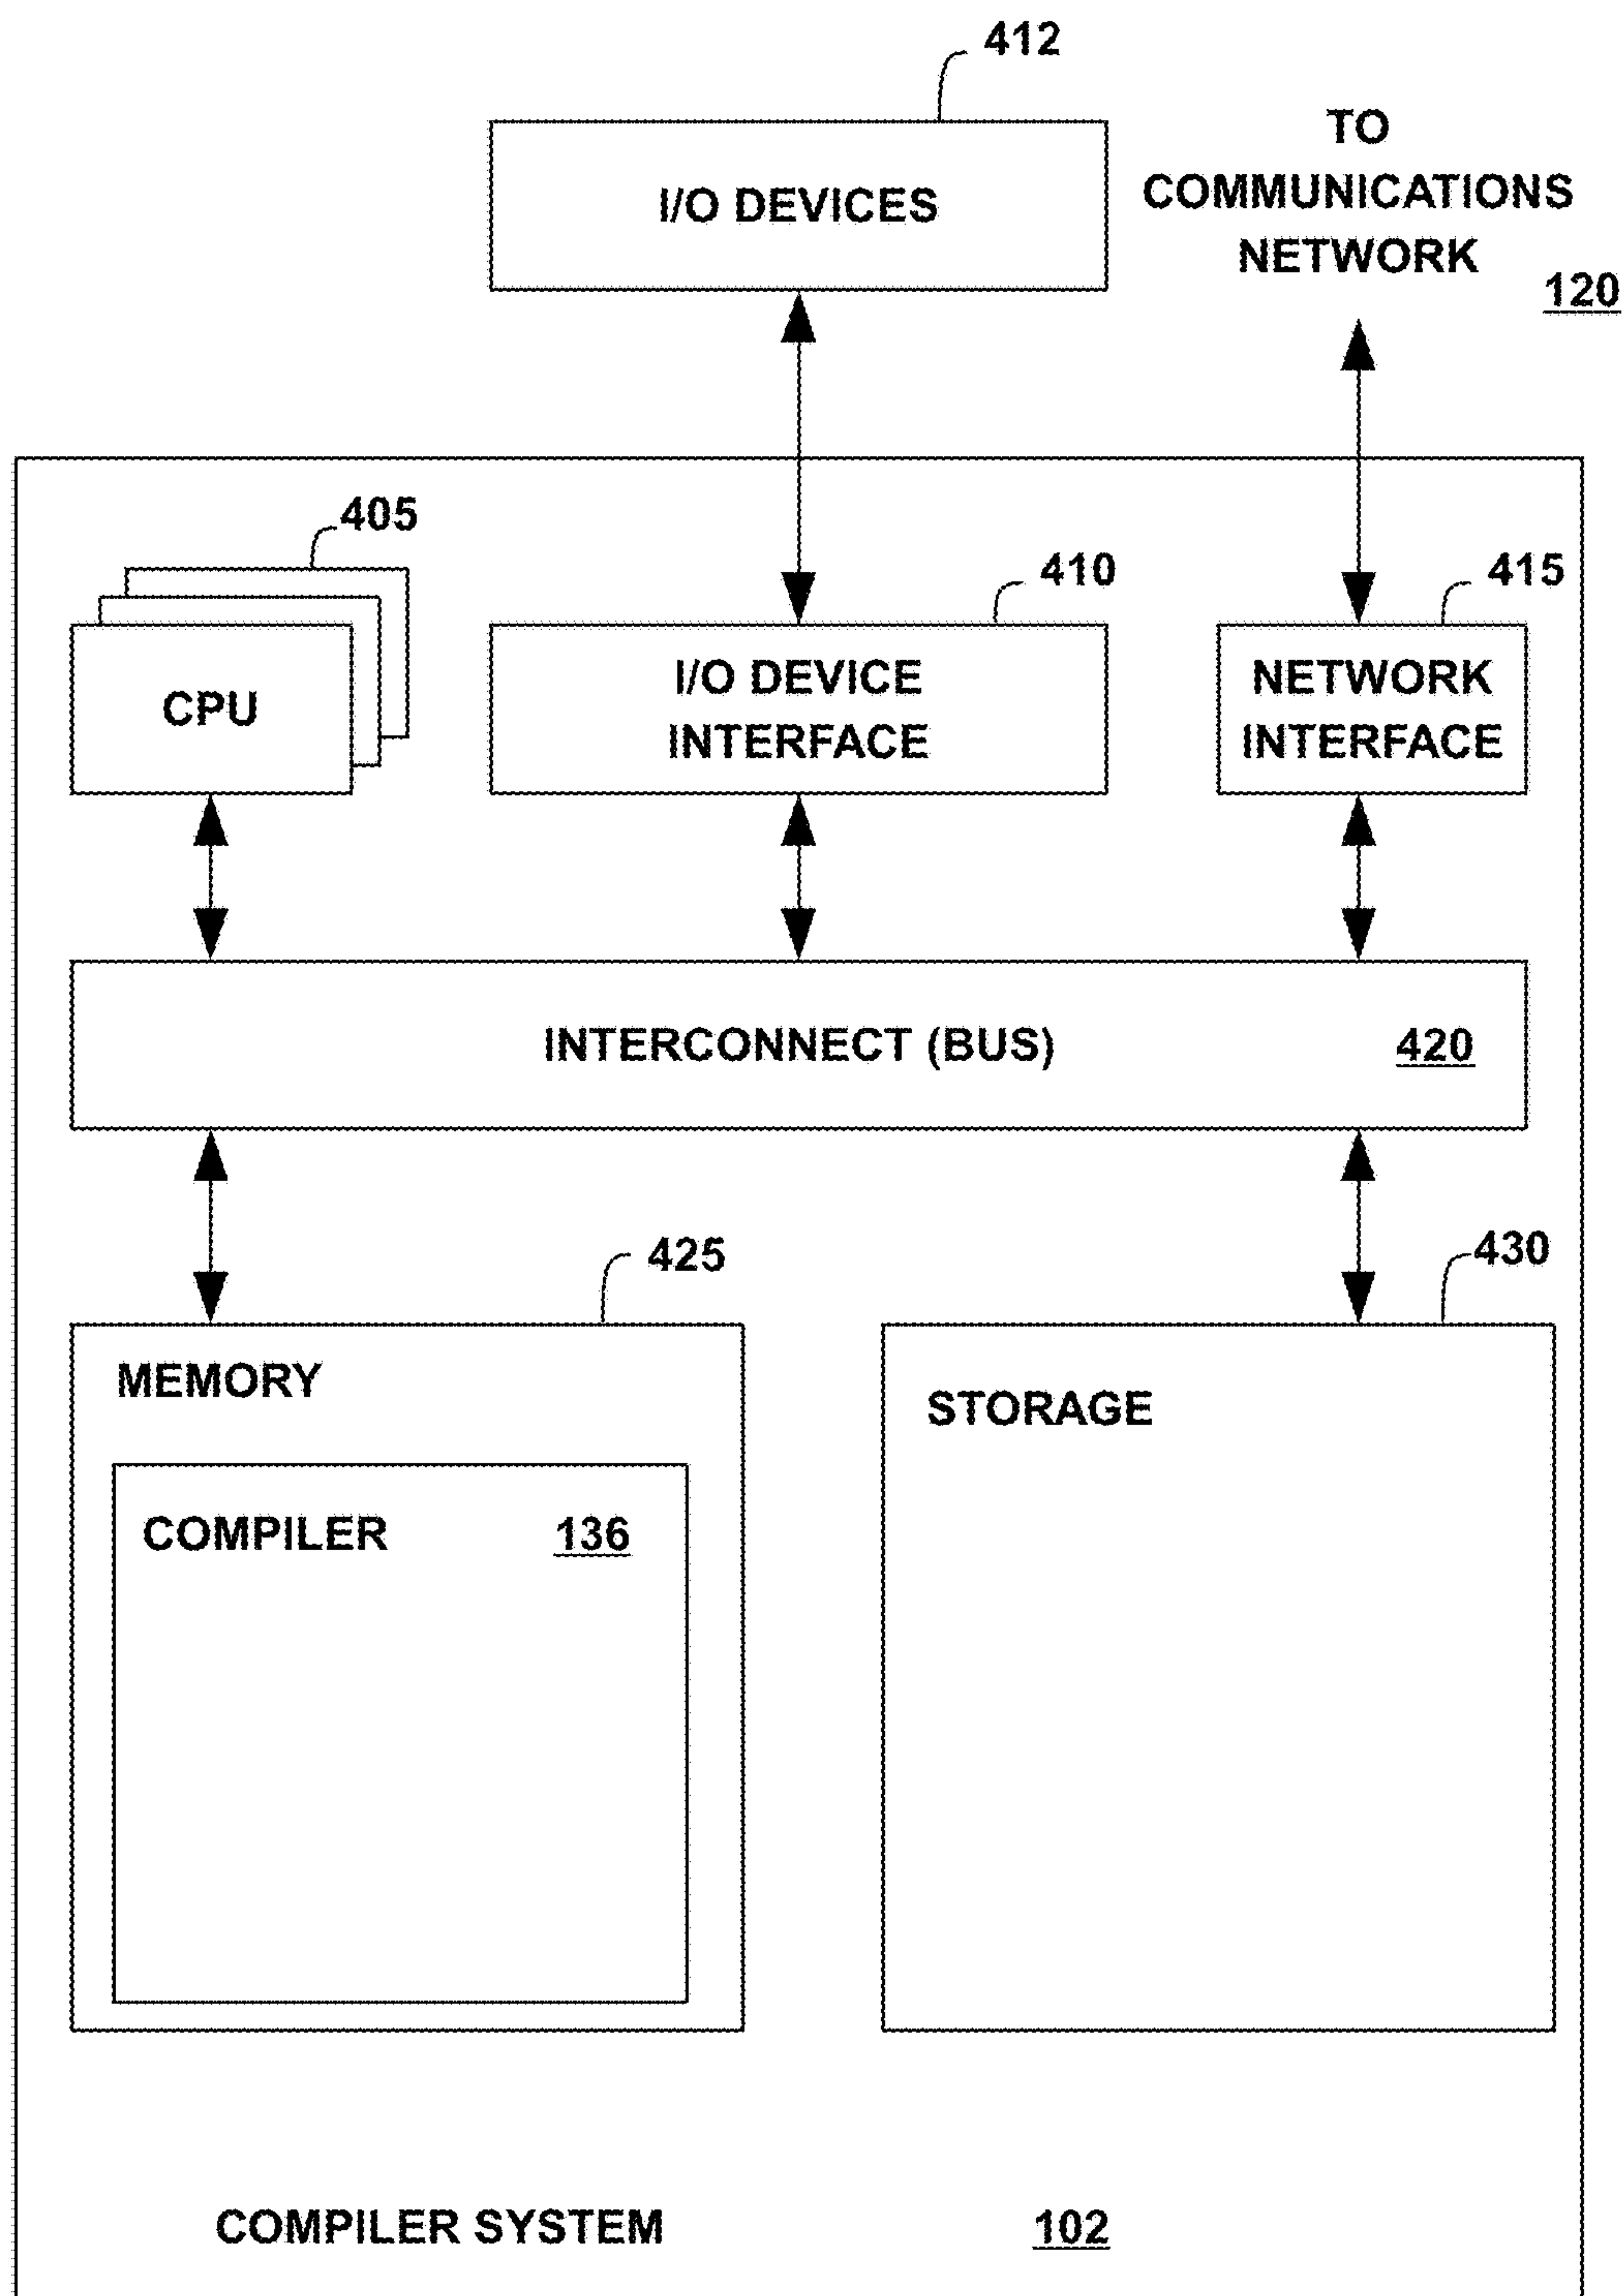 412
I/O DEVICES
TO
COMMUNICATIONS
NETWORK
120
405
CPU
410
I/O DEVICE
INTERFACE
415
NETWORK
INTERFACE
INTERCONNECT (BUS) 420
425
MEMORY
COMPILER 136
430
STORAGE
COMPILER SYSTEM 102